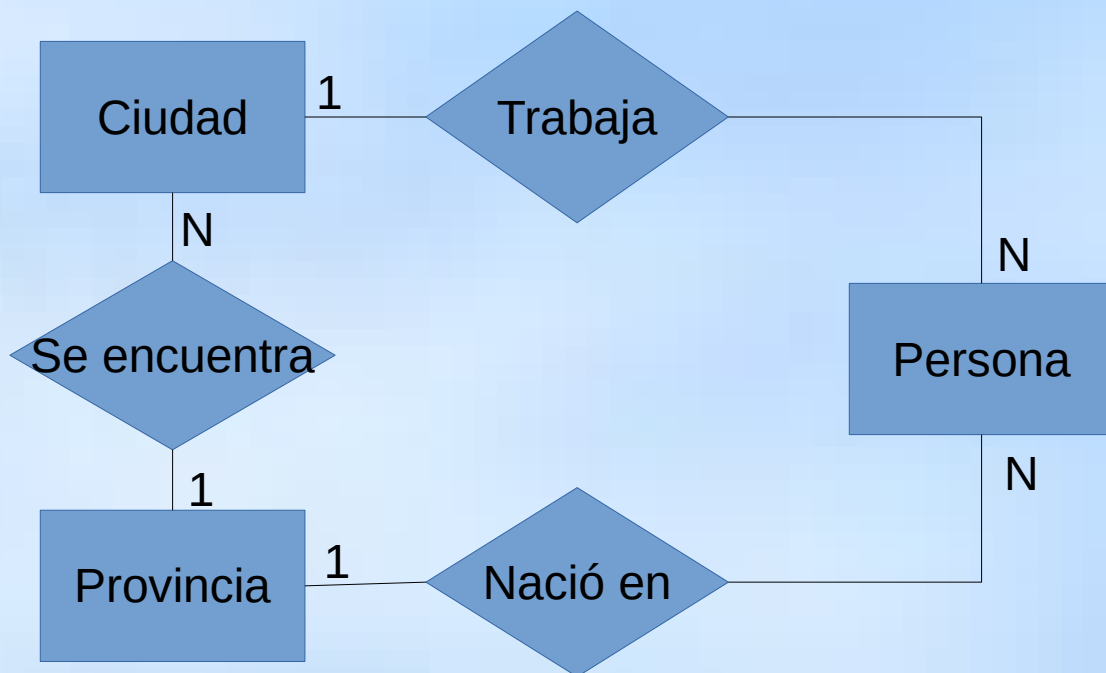 Ciudad
1
Trabaja
N
N
Se encuentra
Persona
1
N
Provincia
1
Nació en